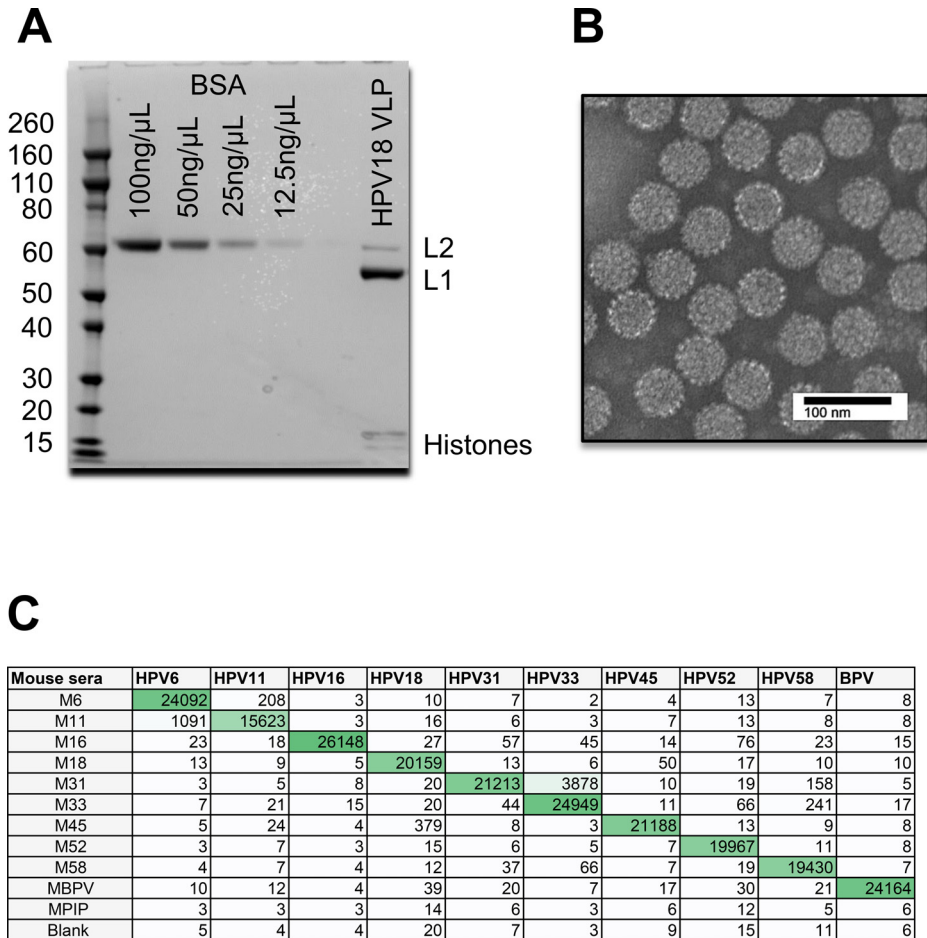 A
B
BSA
100ng/µL 50ng/µL 25ng/µL 12.5ng/µL HPV18 VLP
260
160
110
80
60
50
40
30
20
15
L2
L1
Histones
100 nm
C
Mouse sera HPV6 HPV11 HPV16 HPV18 HPV31 HPV33 HPV45 HPV52 HPV58 BPV
M6 24092 208 3 10 7 2 4 13 7 8
M11 1091 15623 3 16 6 3 7 13 8 8
M16 23 18 26148 27 57 45 14 76 23 15
M18 13 9 5 20159 13 6 50 17 10 10
M31 3 5 8 20 21213 3878 10 19 158 5
M33 7 21 15 20 44 24949 11 66 241 17
M45 5 24 4 379 8 3 21188 13 9 8
M52 3 7 3 15 6 5 7 19967 11 8
M58 4 7 4 12 37 66 7 19 19430 7
MBPV 10 12 4 39 20 7 17 30 21 24164
MPIP 3 3 3 14 6 3 6 12 5 6
Blank 5 4 4 20 7 3 9 15 11 6